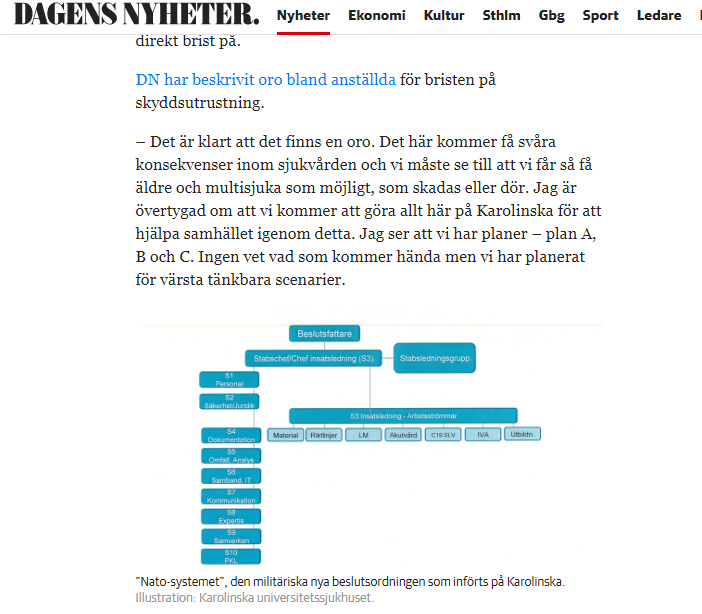 DAGENS NYHETER.
Nyheter Ekonomi Kultur Sthlm Gbg Sport Ledare
direkt brist på.
DN har beskrivit oro bland anställda för bristen på
skyddsutrustning.
– Det är klart att det finns en oro. Det här kommer få svåra
konsekvenser inom sjukvården och vi måste se till att vi får så få
äldre och multisjuka som möjligt, som skadas eller dör. Jag är
övertygad om att vi kommer att göra allt här på Karolinska för att
hjälpa samhället igenom detta. Jag ser att vi har planer – plan A,
B och C. Ingen vet vad som kommer hända men vi har planerat
för värsta tänkbara scenarier.
Beslutsfattare
Stabschef/Chef insatsledning (S3)
Stabsledningsgrupp
S1
Personal
S2
Säkerhet/Juridik
S3 Insatsledning - Arbetsströmmar
Material Riktlinjer LM Akutvård C19 SLV IVA Utbildn.
S4
Dokumentation
S5
Omfall, Analys
S6
Samband, IT
S7
Kommunikation
S8
Expertis
S9
Samverkan
S10
PKL
”Nato-systemet”, den militäriska nya beslutsordningen som införts på Karolinska.
Illustration: Karolinska universitetssjukhuset.